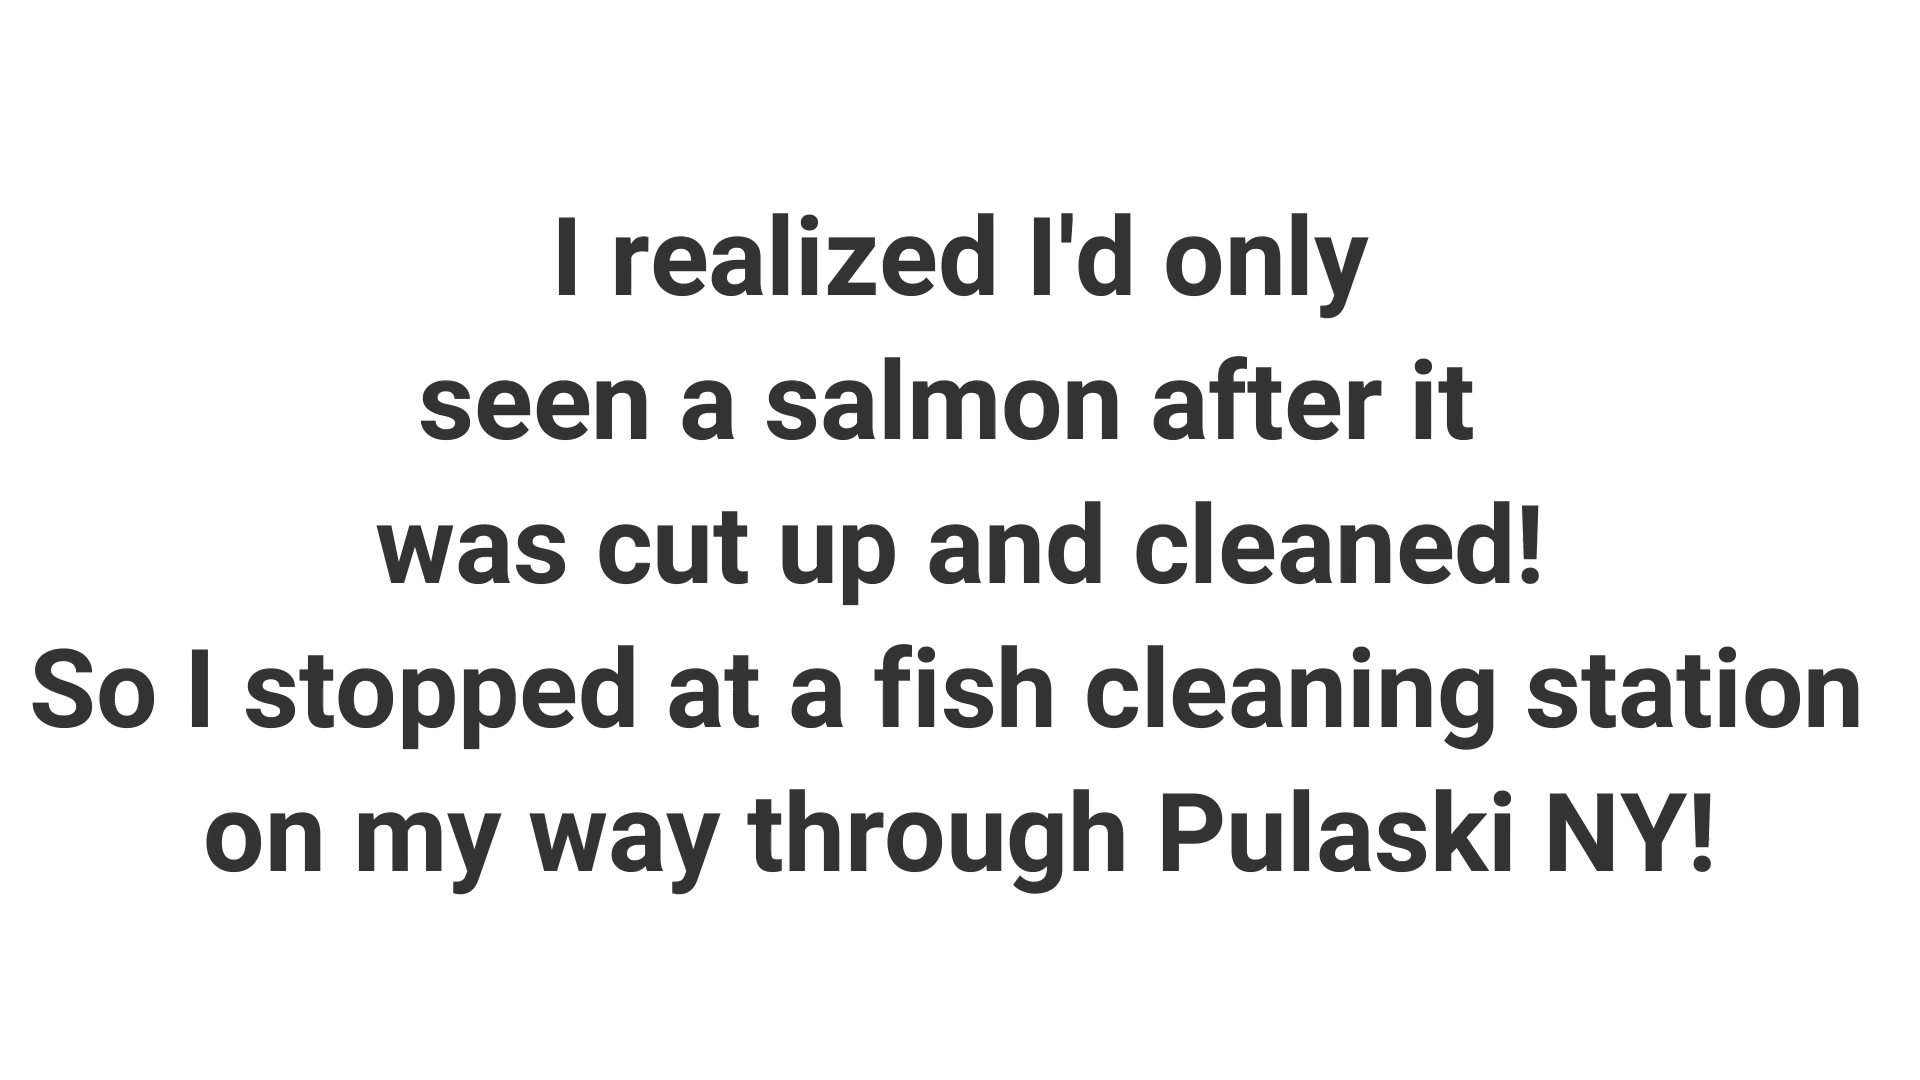 I realized I'd only
seen a salmon after it
was cut up and cleaned!
So I stopped at a fish cleaning station
on my way through Pulaski NY!